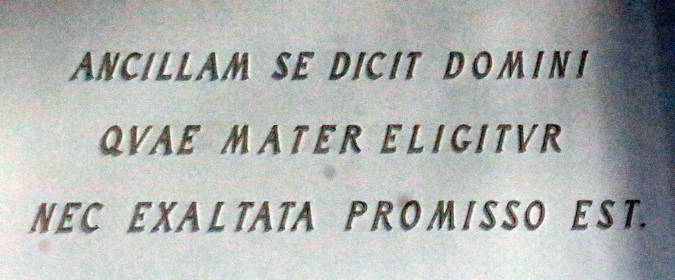 ANCILLAM SE DICIT DOMINI
QVAE MATER ELIGITVR
NEC EXALTATA PROMISSO EST.